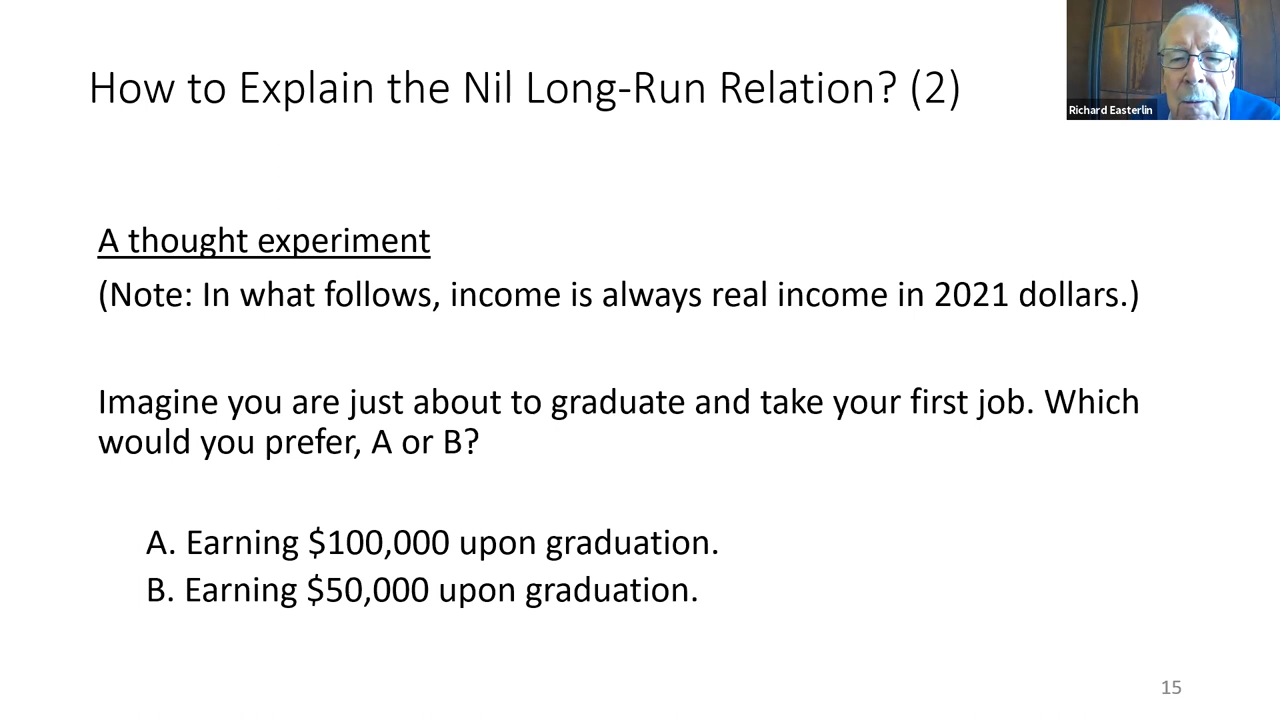 How to Explain the Nil Long-Run Relation? (2)
Richard Easterlin
A thought experiment
(Note: In what follows, income is always real income in 2021 dollars.)
Imagine you are just about to graduate and take your first job. Which
would you prefer, A or B?
A. Earning $100,000 upon graduation.
B. Earning $50,000 upon graduation.
15